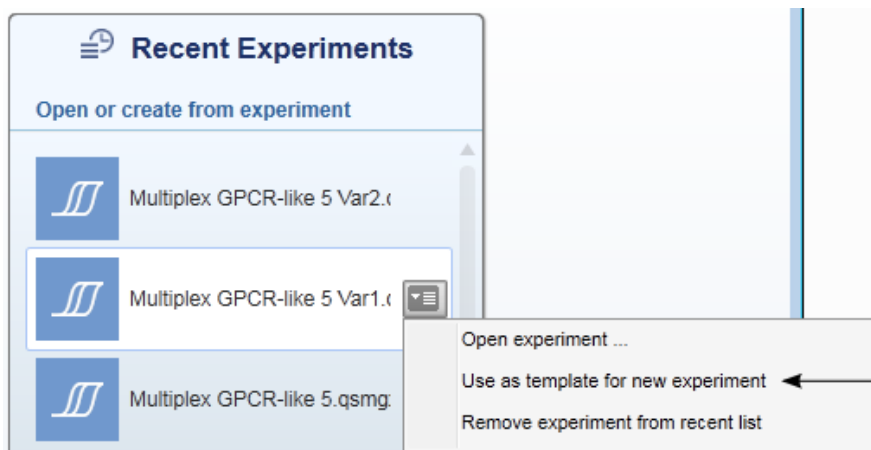 Recent Experiments
Open or create from experiment
Multiplex GPCR-like 5 Var2.
Multiplex GPCR-like 5 Var1.
Open experiment ...
Use as template for new experiment
Multiplex GPCR-like 5.qsmg
Remove experiment from recent list